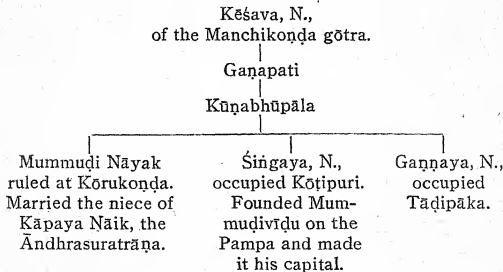 Kēśava, N.,
of the Manchikoṇḍa gōtra.
Gaṇapati
Kūṇabhūpāla
Mummuḍi Nāyak
ruled at Kōrukoṇḍa.
Married the niece of
Kāpaya Nāik, the
Āndhrasuratrāṇa.
Śiṅgaya, N.,
occupied Kōṭipuri.
Founded Mum-
muḍivīḍu on the
Pampa and made
it his capital.
Gaṇṇaya, N.,
occupied
Tāḍipāka.